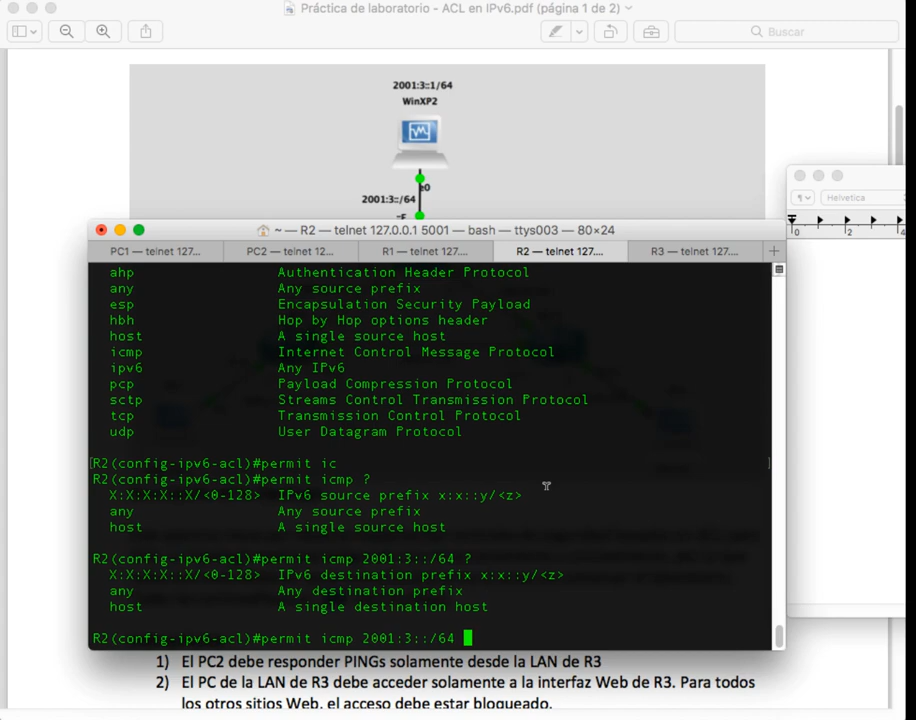 Práctica de laboratorio - ACL en IPv6.pdf (página 1 de 2)
Buscar
2001:3::1/64
WinXP2
e0
2001:3::/64
Helvetica
0 2 4
~ — R2 — telnet 127.0.0.1 5001 — bash — ttys003 — 80×24
PC1 — telnet 127... PC2 — telnet 12... R1 — telnet 127.... R2 — telnet 127.... R3 — telnet 127....
ahp Authentication Header Protocol
any Any source prefix
esp Encapsulation Security Payload
hbh Hop by Hop options header
host A single source host
icmp Internet Control Message Protocol
ipv6 Any IPv6
pcp Payload Compression Protocol
sctp Streams Control Transmission Protocol
tcp Transmission Control Protocol
udp User Datagram Protocol
R2(config-ipv6-acl)#permit ic
R2(config-ipv6-acl)#permit icmp ?
X:X:X:X::X/<0-128> IPv6 source prefix x:x::y/<z>
any Any source prefix
host A single source host
R2(config-ipv6-acl)#permit icmp 2001:3::/64 ?
X:X:X:X::X/<0-128> IPv6 destination prefix x:x::y/<z>
any Any destination prefix
host A single destination host
R2(config-ipv6-acl)#permit icmp 2001:3::/64
1) El PC2 debe responder PINGs solamente desde la LAN de R3
2) El PC de la LAN de R3 debe acceder solamente a la interfaz Web de R3. Para todos
los otros sitios Web, el acceso debe estar bloqueado.